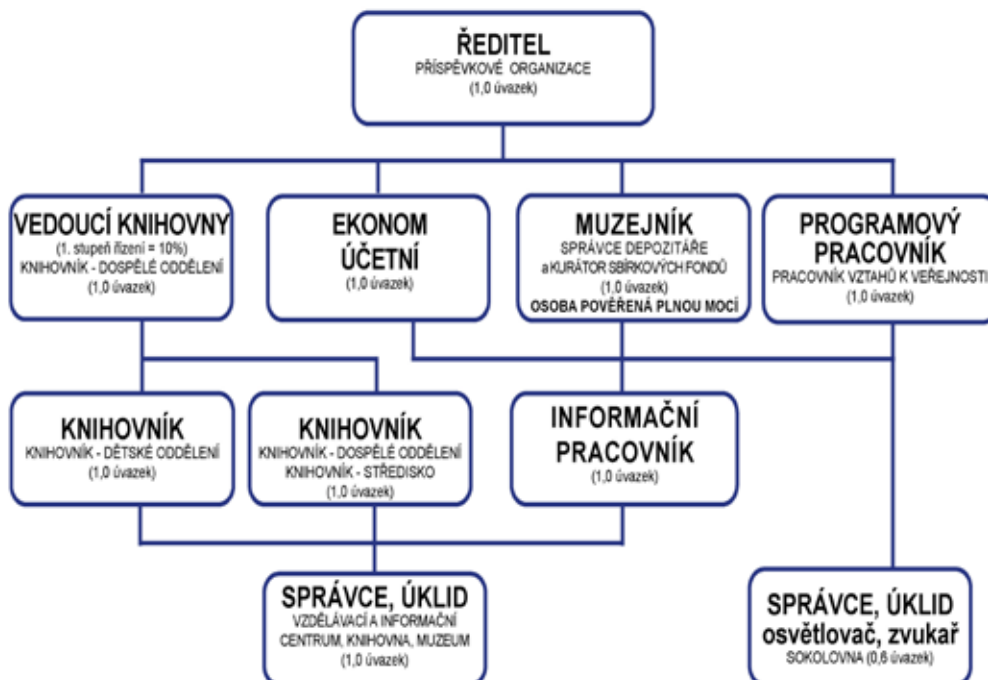 ŘEDITEL
PŘÍSPĚVKOVÉ ORGANIZACE
(1,0 úvazek)
VEDOUCÍ KNIHOVNY
(1. stupeň řízení = 10%)
KNIHOVNÍK - DOSPĚLÉ ODDĚLENÍ
(1,0 úvazek)
EKONOM
ÚČETNÍ
(1,0 úvazek)
MUZEJNÍK
SPRÁVCE DEPOZITÁŘE
a KURÁTOR SBÍRKOVÝCH FONDŮ
(1,0 úvazek)
OSOBA POVĚŘENÁ PLNOU MOCÍ
PROGRAMOVÝ
PRACOVNÍK
PRACOVNÍK VZTAHŮ K VEŘEJNOSTI
(1,0 úvazek)
KNIHOVNÍK
KNIHOVNÍK - DĚTSKÉ ODDĚLENÍ
(1,0 úvazek)
KNIHOVNÍK
KNIHOVNÍK - DOSPĚLÉ ODDĚLENÍ
KNIHOVNÍK - STŘEDISKO
(1,0 úvazek)
INFORMAČNÍ
PRACOVNÍK
(1,0 úvazek)
SPRÁVCE, ÚKLID
VZDĚLÁVACÍ A INFORMAČNÍ
CENTRUM, KNIHOVNA, MUZEUM
(1,0 úvazek)
SPRÁVCE, ÚKLID
osvětlovač, zvukař
SOKOLOVNA (0,6 úvazek)